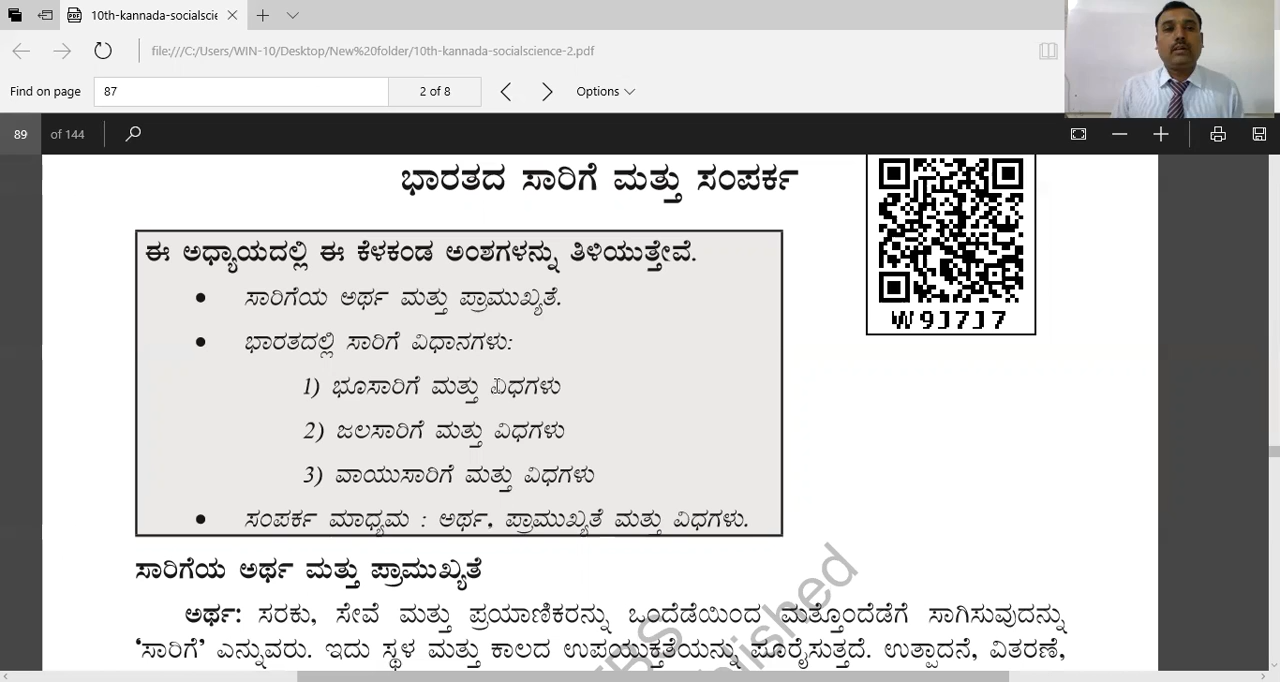 10th-kannada-socialscie
file:///C:/Users/WIN-10/Desktop/New%20folder/10th-kannada-socialscience-2.pdf
Find on page 87 2 of 8 Options
89 of 144
ಭಾರತದ ಸಾರಿಗೆ ಮತ್ತು ಸಂಪರ್ಕ
W9J7J7
ಈ ಅಧ್ಯಾಯದಲ್ಲಿ ಈ ಕೆಳಕಂಡ ಅಂಶಗಳನ್ನು ತಿಳಿಯುತ್ತೇವೆ.
• ಸಾರಿಗೆಯ ಅರ್ಥ ಮತ್ತು ಪ್ರಾಮುಖ್ಯತೆ.
• ಭಾರತದಲ್ಲಿ ಸಾರಿಗೆ ವಿಧಾನಗಳು:
1) ಭೂಸಾರಿಗೆ ಮತ್ತು ವಿಧಗಳು
2) ಜಲಸಾರಿಗೆ ಮತ್ತು ವಿಧಗಳು
3) ವಾಯುಸಾರಿಗೆ ಮತ್ತು ವಿಧಗಳು
• ಸಂಪರ್ಕ ಮಾಧ್ಯಮ : ಅರ್ಥ, ಪ್ರಾಮುಖ್ಯತೆ ಮತ್ತು ವಿಧಗಳು.
ಸಾರಿಗೆಯ ಅರ್ಥ ಮತ್ತು ಪ್ರಾಮುಖ್ಯತೆ
ಅರ್ಥ: ಸರಕು, ಸೇವೆ ಮತ್ತು ಪ್ರಯಾಣಿಕರನ್ನು ಒಂದೆಡೆಯಿಂದ ಮತ್ತೊಂದೆಡೆಗೆ ಸಾಗಿಸುವುದನ್ನು
‘ಸಾರಿಗೆ’ ಎನ್ನುವರು. ಇದು ಸ್ಥಳ ಮತ್ತು ಕಾಲದ ಉಪಯುಕ್ತತೆಯನ್ನು ಪೂರೈಸುತ್ತದೆ. ಉತ್ಪಾದನೆ, ವಿತರಣೆ,